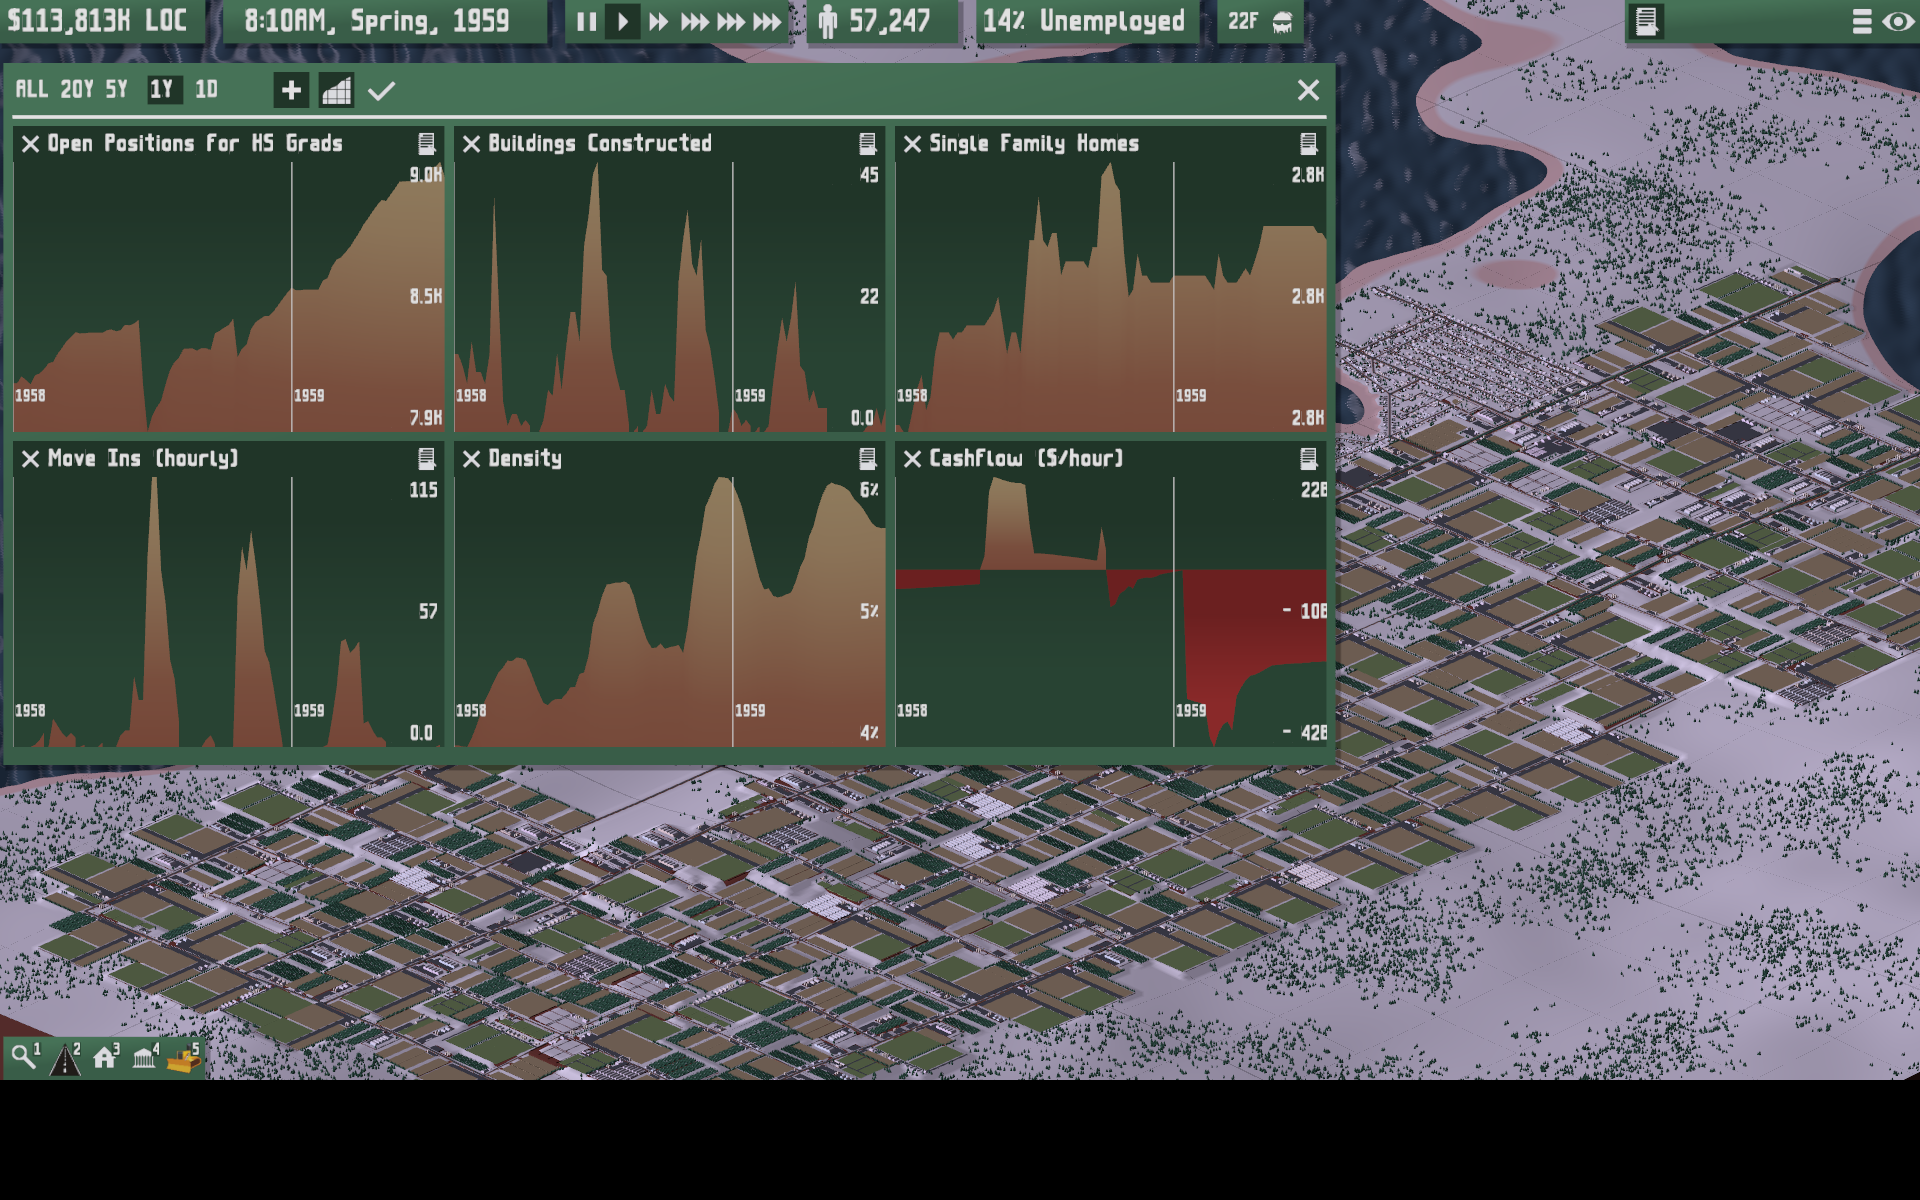 $113,813K LOC
8:10AM, Spring, 1959
57,247
14% Unemployed
22F
ALL 20Y 5Y 1Y 1D
Open Positions For HS Grads
9.0K
8.5K
7.9K
1958
1959
Buildings Constructed
45
22
0.0
1958
1959
Single Family Homes
2.8K
2.8K
2.8K
1958
1959
Move Ins (hourly)
115
57
0.0
1958
1959
Density
6%
5%
4%
1958
1959
Cashflow ($/hour)
22B
- 10B
- 42B
1958
1959
1 2 3 4 5